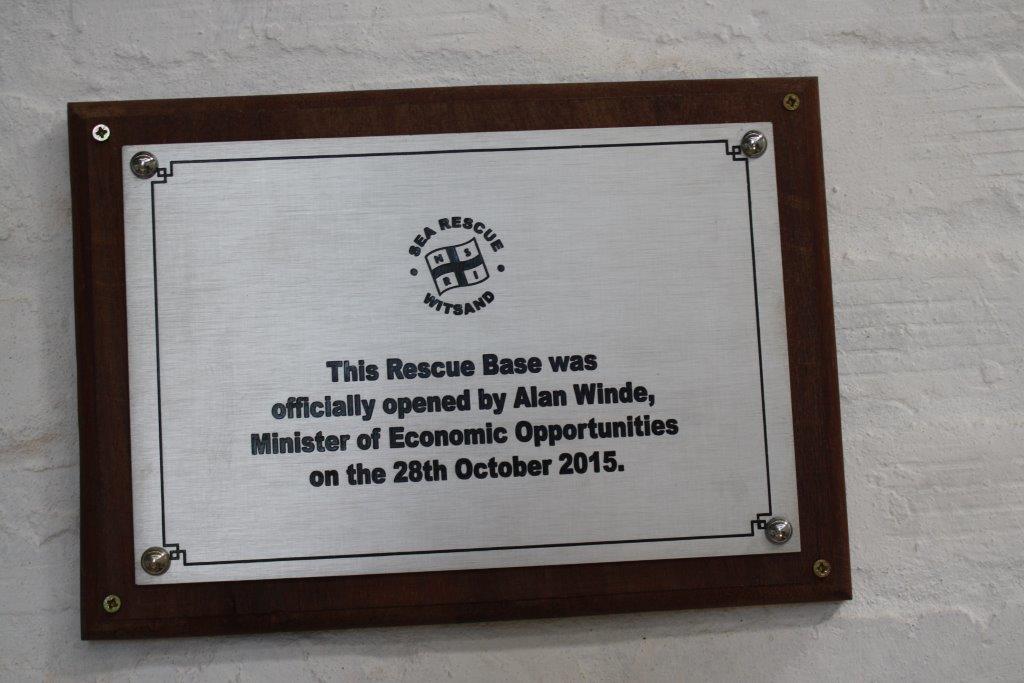 SEA RESCUE
N S
R I
WITSAND
This Rescue Base was
officially opened by Alan Winde,
Minister of Economic Opportunities
on the 28th October 2015.